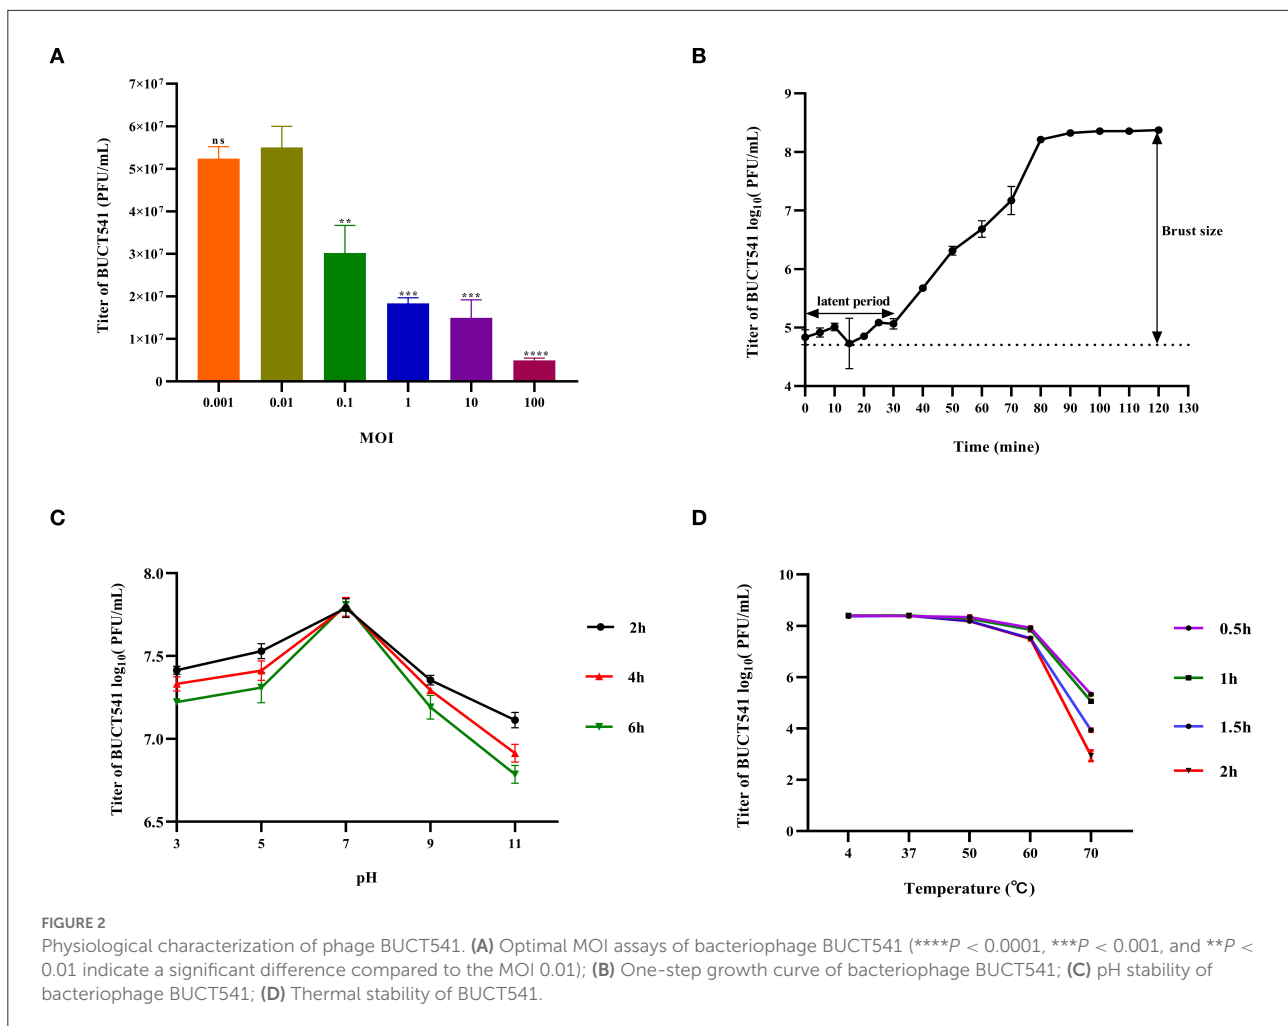 A
Titer of BUCT541 (PFU/mL)
7×10⁷
6×10⁷
5×10⁷
4×10⁷
3×10⁷
2×10⁷
1×10⁷
0
ns
**
***
***
****
0.001 0.01 0.1 1 10 100
MOI
B
Titer of BUCT541 log₁₀( PFU/mL)
9
8
7
6
5
4
latent period
Brust size
0 10 20 30 40 50 60 70 80 90 100 110 120 130
Time (mine)
C
Titer of BUCT541 log₁₀( PFU/mL)
8.0
7.5
7.0
6.5
3 5 7 9 11
pH
2h
4h
6h
D
Titer of BUCT541 log₁₀( PFU/mL)
10
8
6
4
2
0
4 37 50 60 70
Temperature (℃)
0.5h
1h
1.5h
2h
FIGURE 2
Physiological characterization of phage BUCT541. (A) Optimal MOI assays of bacteriophage BUCT541 (****P < 0.0001, ***P < 0.001, and **P <
0.01 indicate a significant difference compared to the MOI 0.01); (B) One-step growth curve of bacteriophage BUCT541; (C) pH stability of
bacteriophage BUCT541; (D) Thermal stability of BUCT541.